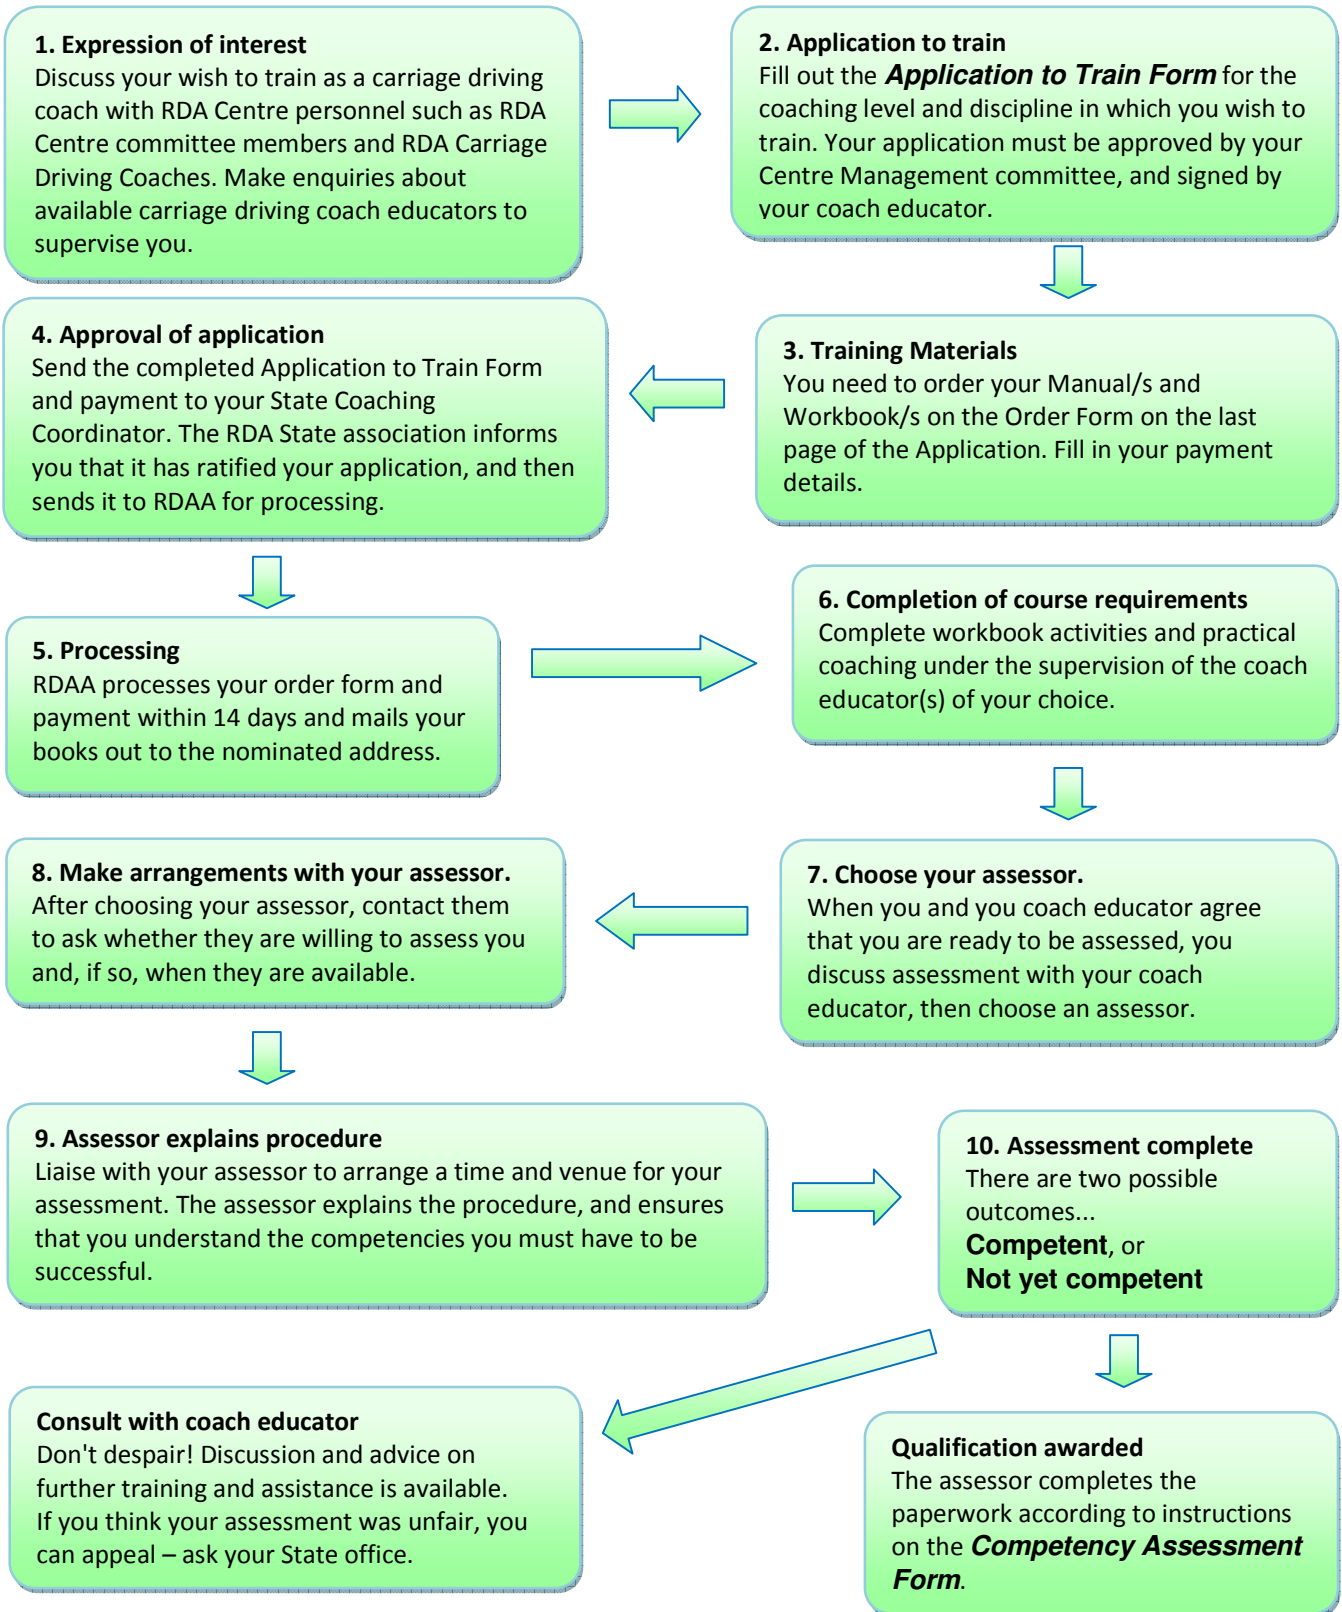 1. Expression of interest
Discuss your wish to train as a carriage driving
coach with RDA Centre personnel such as RDA
Centre committee members and RDA Carriage
Driving Coaches. Make enquiries about
available carriage driving coach educators to
supervise you.
2. Application to train
Fill out the Application to Train Form for the
coaching level and discipline in which you wish to
train. Your application must be approved by your
Centre Management committee, and signed by
your coach educator.
3. Training Materials
You need to order your Manual/s and
Workbook/s on the Order Form on the last
page of the Application. Fill in your payment
details.
4. Approval of application
Send the completed Application to Train Form
and payment to your State Coaching
Coordinator. The RDA State association informs
you that it has ratified your application, and then
sends it to RDAA for processing.
5. Processing
RDAA processes your order form and
payment within 14 days and mails your
books out to the nominated address.
6. Completion of course requirements
Complete workbook activities and practical
coaching under the supervision of the coach
educator(s) of your choice.
7. Choose your assessor.
When you and you coach educator agree
that you are ready to be assessed, you
discuss assessment with your coach
educator, then choose an assessor.
8. Make arrangements with your assessor.
After choosing your assessor, contact them
to ask whether they are willing to assess you
and, if so, when they are available.
9. Assessor explains procedure
Liaise with your assessor to arrange a time and venue for your
assessment. The assessor explains the procedure, and ensures
that you understand the competencies you must have to be
successful.
10. Assessment complete
There are two possible
outcomes...
Competent, or
Not yet competent
Consult with coach educator
Don't despair! Discussion and advice on
further training and assistance is available.
If you think your assessment was unfair, you
can appeal – ask your State office.
Qualification awarded
The assessor completes the
paperwork according to instructions
on the Competency Assessment
Form.